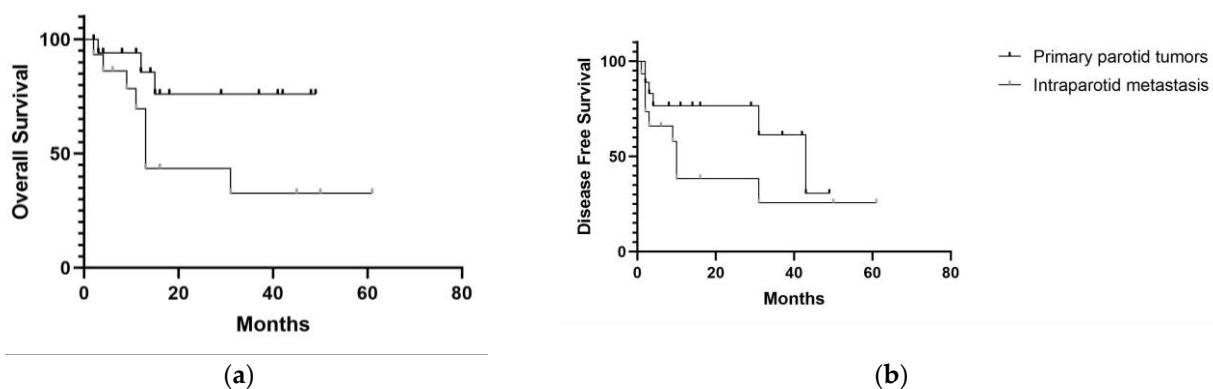 Overall Survival
100
50
0
0 20 40 60 80
Months
(a)
Disease Free Survival
100
50
0
0 20 40 60 80
Months
(b)
Primary parotid tumors
Intraparotid metastasis